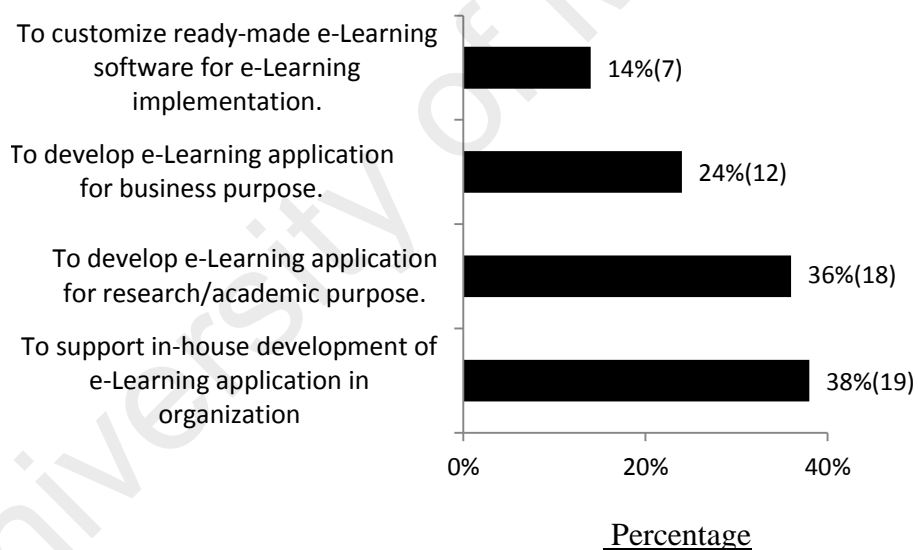 To customize ready-made e-Learning
software for e-Learning
implementation.
14%(7)
To develop e-Learning application
for business purpose.
24%(12)
To develop e-Learning application
for research/academic purpose.
36%(18)
To support in-house development of
e-Learning application in
organization
38%(19)
0% 20% 40%
Percentage